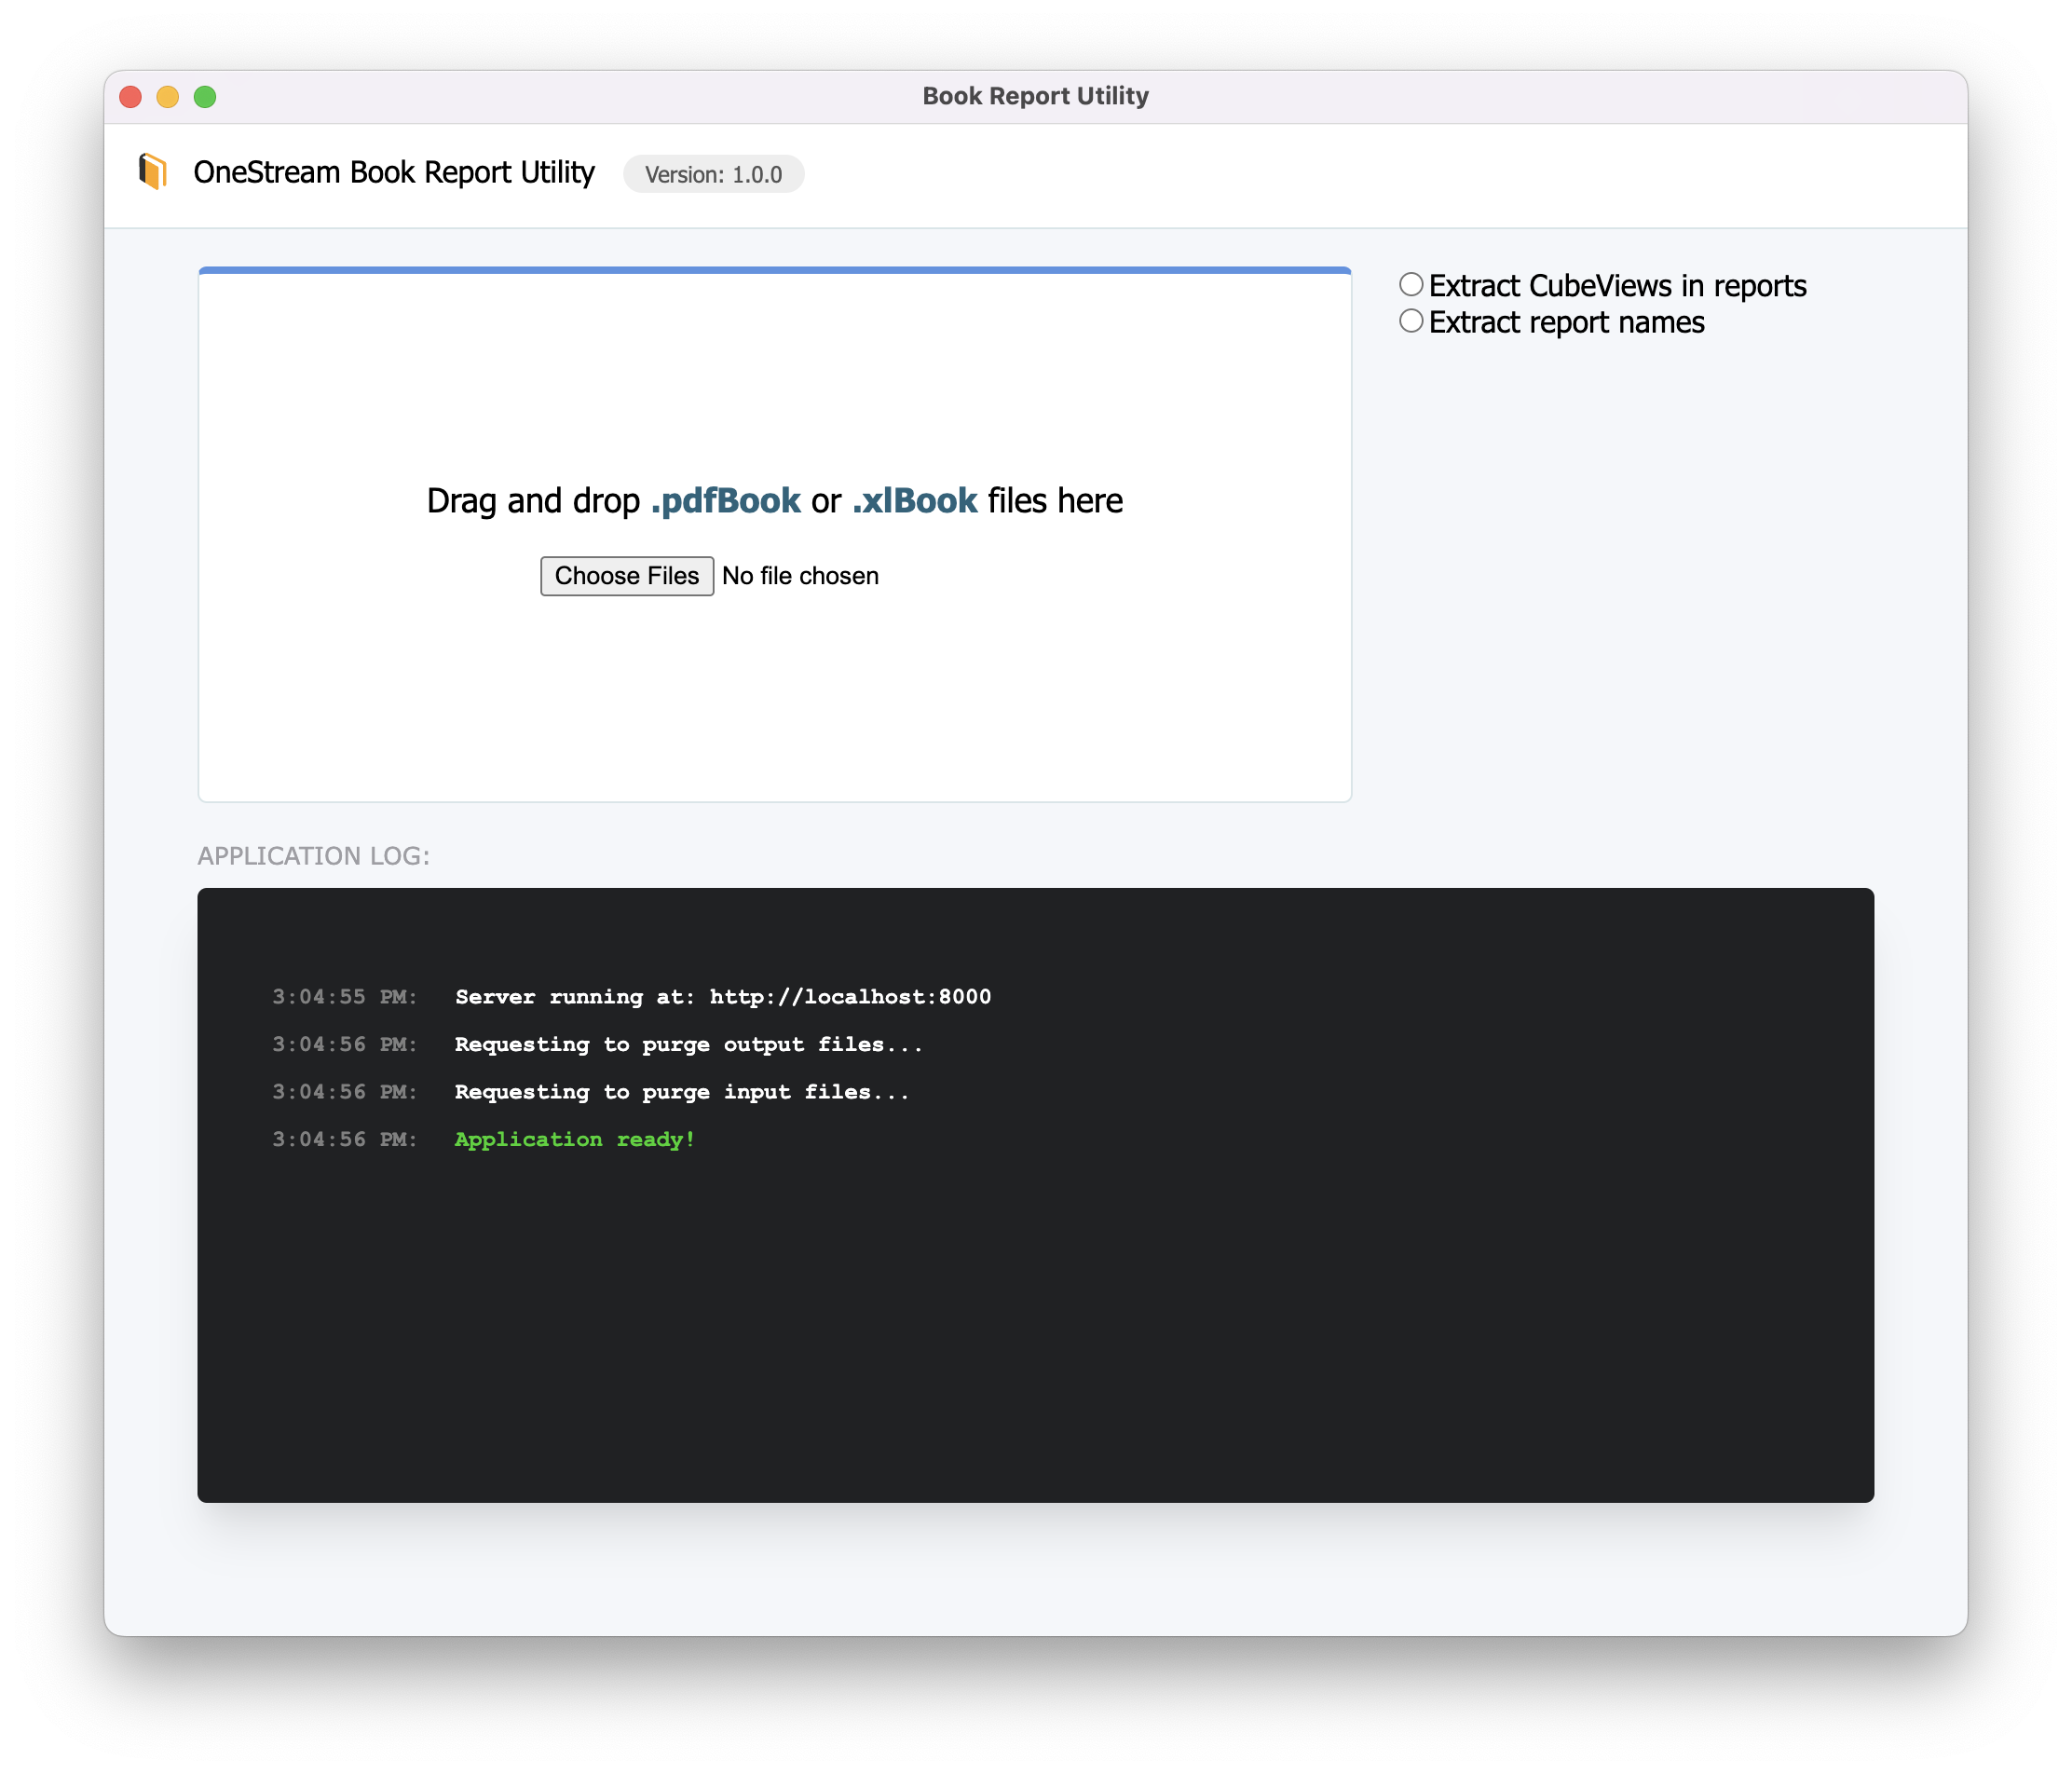 Book Report Utility
OneStream Book Report Utility Version: 1.0.0
Extract CubeViews in reports
Extract report names
Drag and drop .pdfBook or .xlBook files here
Choose Files No file chosen
APPLICATION LOG:
3:04:55 PM: Server running at: http://localhost:8000
3:04:56 PM: Requesting to purge output files...
3:04:56 PM: Requesting to purge input files...
3:04:56 PM: Application ready!